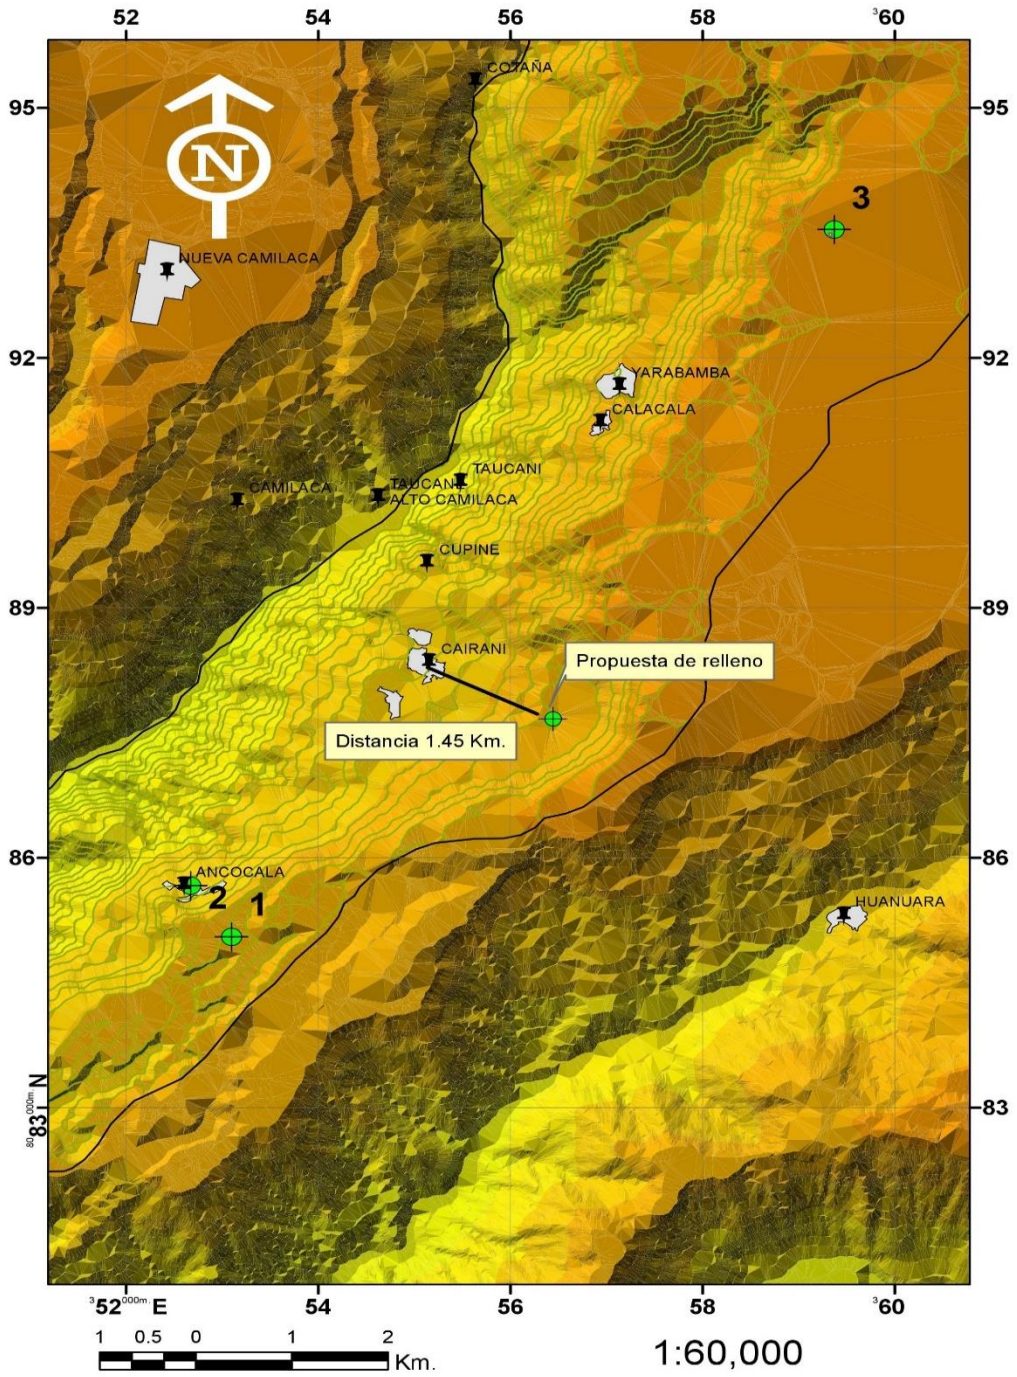 52 54 56 58 ³60
COTAÑA
95 95
N
3
NUEVA CAMILACA
92 92
YARABAMBA
CALACALA
TAUCANI
CAMILACA
TAUCANI
ALTO CAMILACA
CUPINE
89 89
CAIRANI
Propuesta de relleno
Distancia 1.45 Km.
86 86
ANCOCALA
2 1
HUANUARA
80 83 000m. N 83
³52 000m. E 54 56 58 ³60
1 0.5 0 1 2
Km.
1:60,000